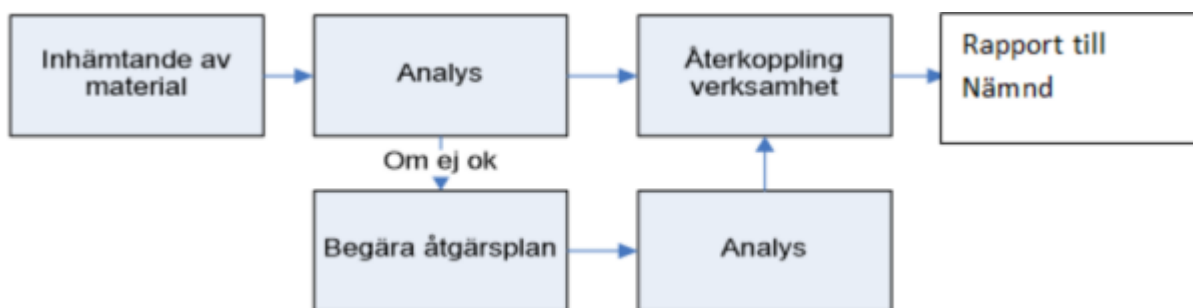 Inhämtande av
material
Analys
Återkoppling
verksamhet
Rapport till
Nämnd
Om ej ok
Begära åtgärsplan
Analys